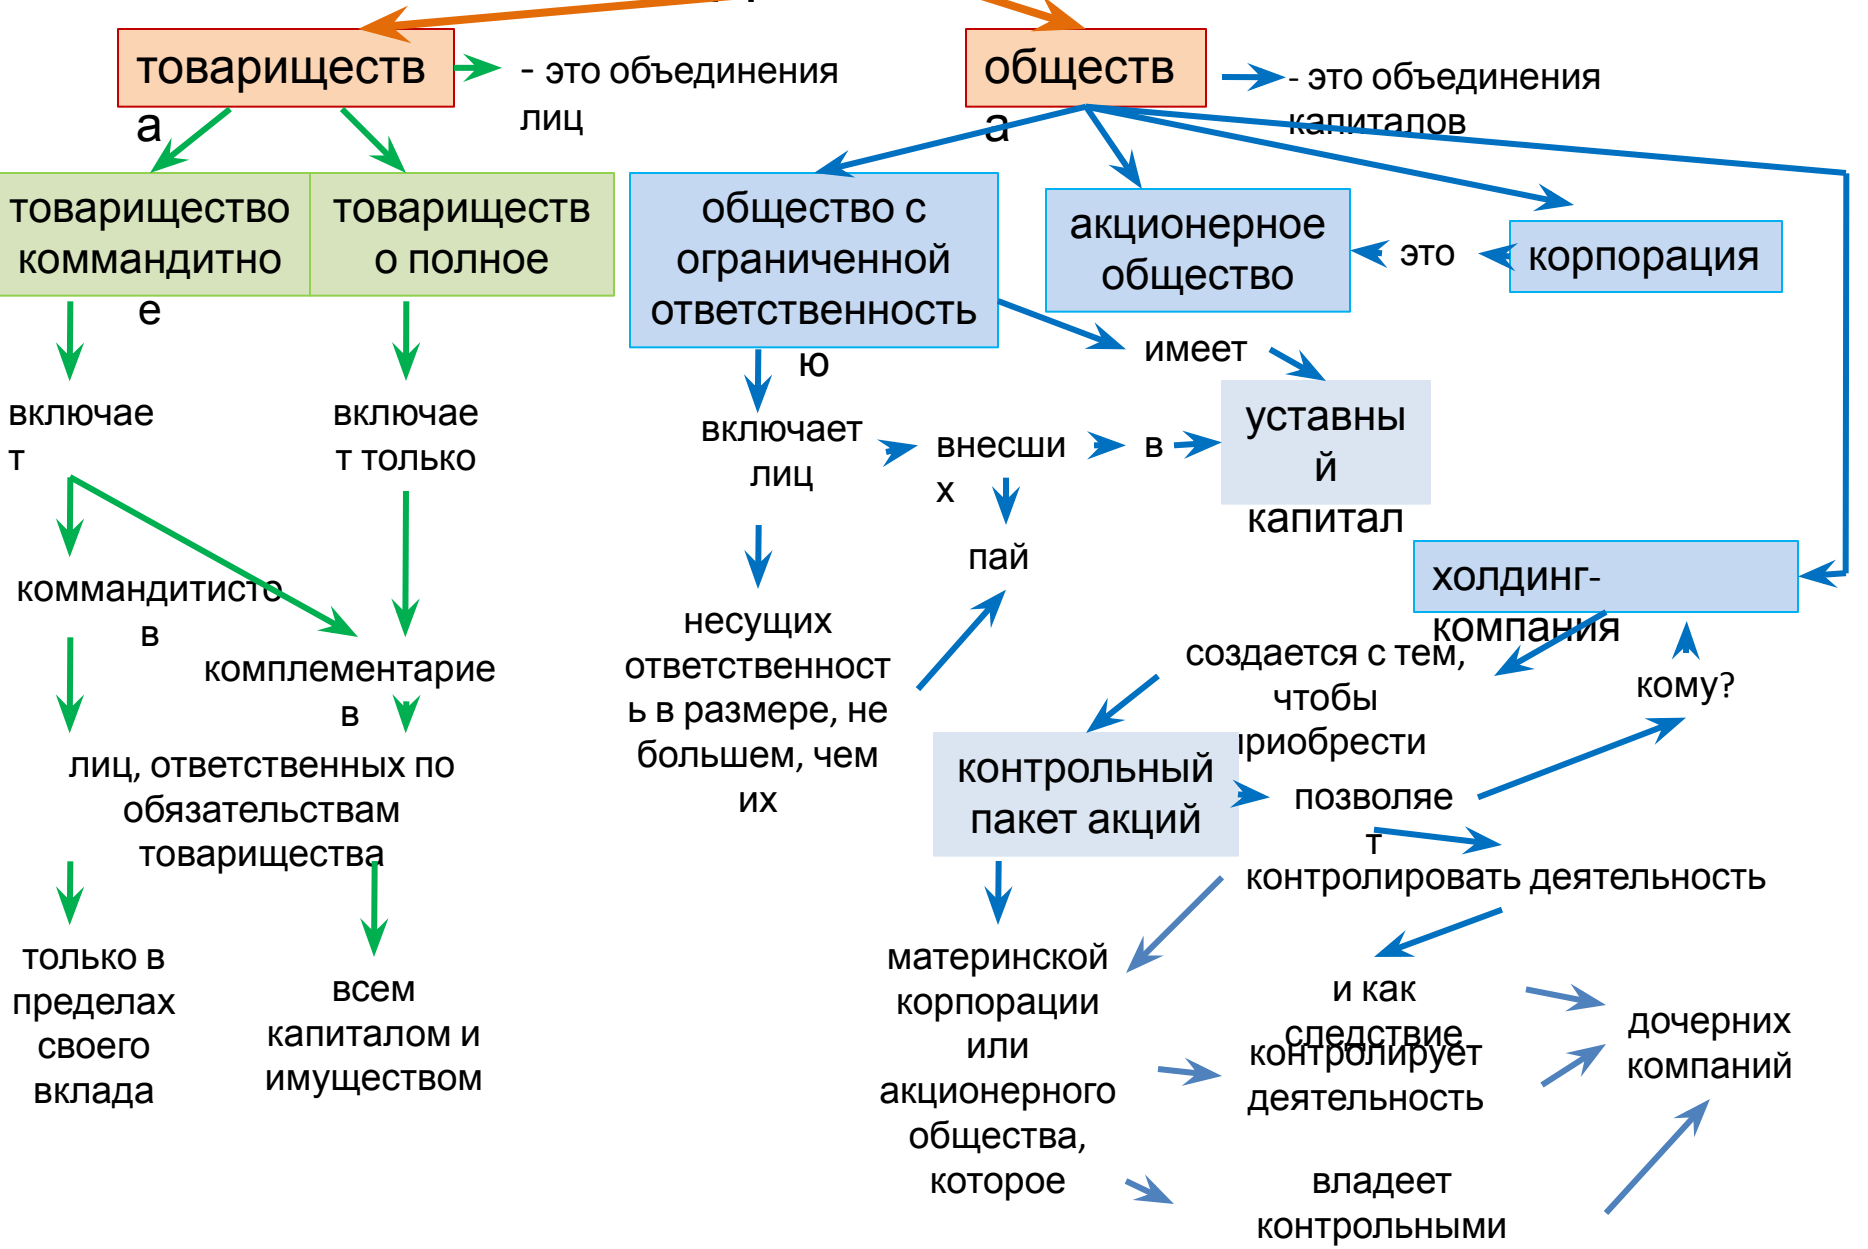 товариществ
а
- это объединения
лиц
обществ
а
- это объединения
капиталов
товарищество
коммандитно
е
товариществ
о полное
общество с
ограниченной
ответственность
ю
акционерное
общество
это
корпорация
имеет
включае
т
включае
т только
включает
лиц
внесши
х
в
уставны
й
капитал
пай
коммандитисто
в
комплементарие
в
несущих
ответственност
ь в размере, не
большем, чем
их
холдинг-
компания
создается с тем,
чтобы
приобрести
кому?
контрольный
пакет акций
позволяе
т
контролировать деятельность
лиц, ответственных по
обязательствам
товарищества
только в
пределах
своего
вклада
всем
капиталом и
имуществом
материнской
корпорации
или
акционерного
общества,
которое
и как
следствие
контролирует
деятельность
дочерних
компаний
владеет
контрольными